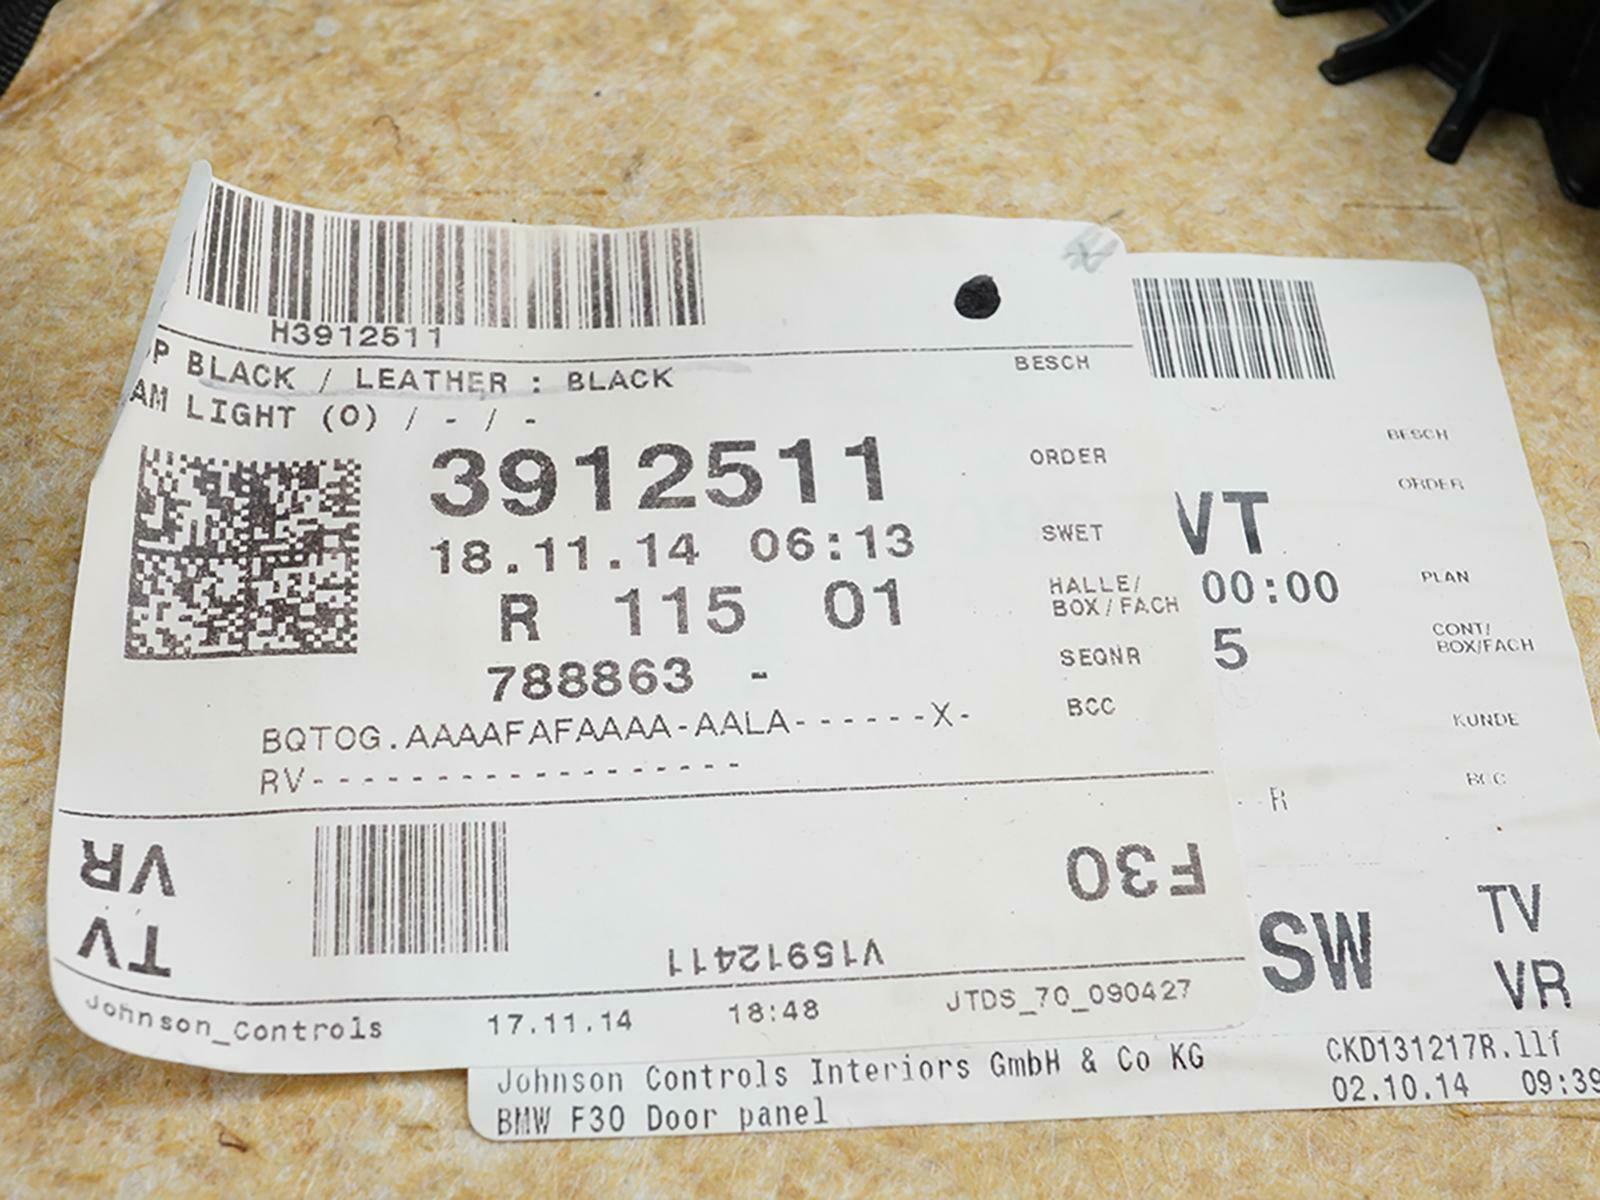 H3912511
P BLACK / LEATHER : BLACK
BESCH
AM LIGHT (O) / - / -
3912511
ORDER
18.11.14 06:13
SWET
R 115 01
HALLE/
BOX/FACH
788863 -
SEQNR
BQTOG.AAAAFAFAAAA-AALA------X-
BCC
RV-------------------
TV
VR
F30
V15912411
Johnson_Controls 17.11.14 18:48 JTDS_70_090427
BESCH
ORDER
VT
00:00
PLAN
5
CONT/
BOX/FACH
KUNDE
BCC
- - R
SW
TV
VR
Johnson Controls Interiors GmbH & Co KG
CKD131217R.llf
BMW F30 Door panel
02.10.14 09:39